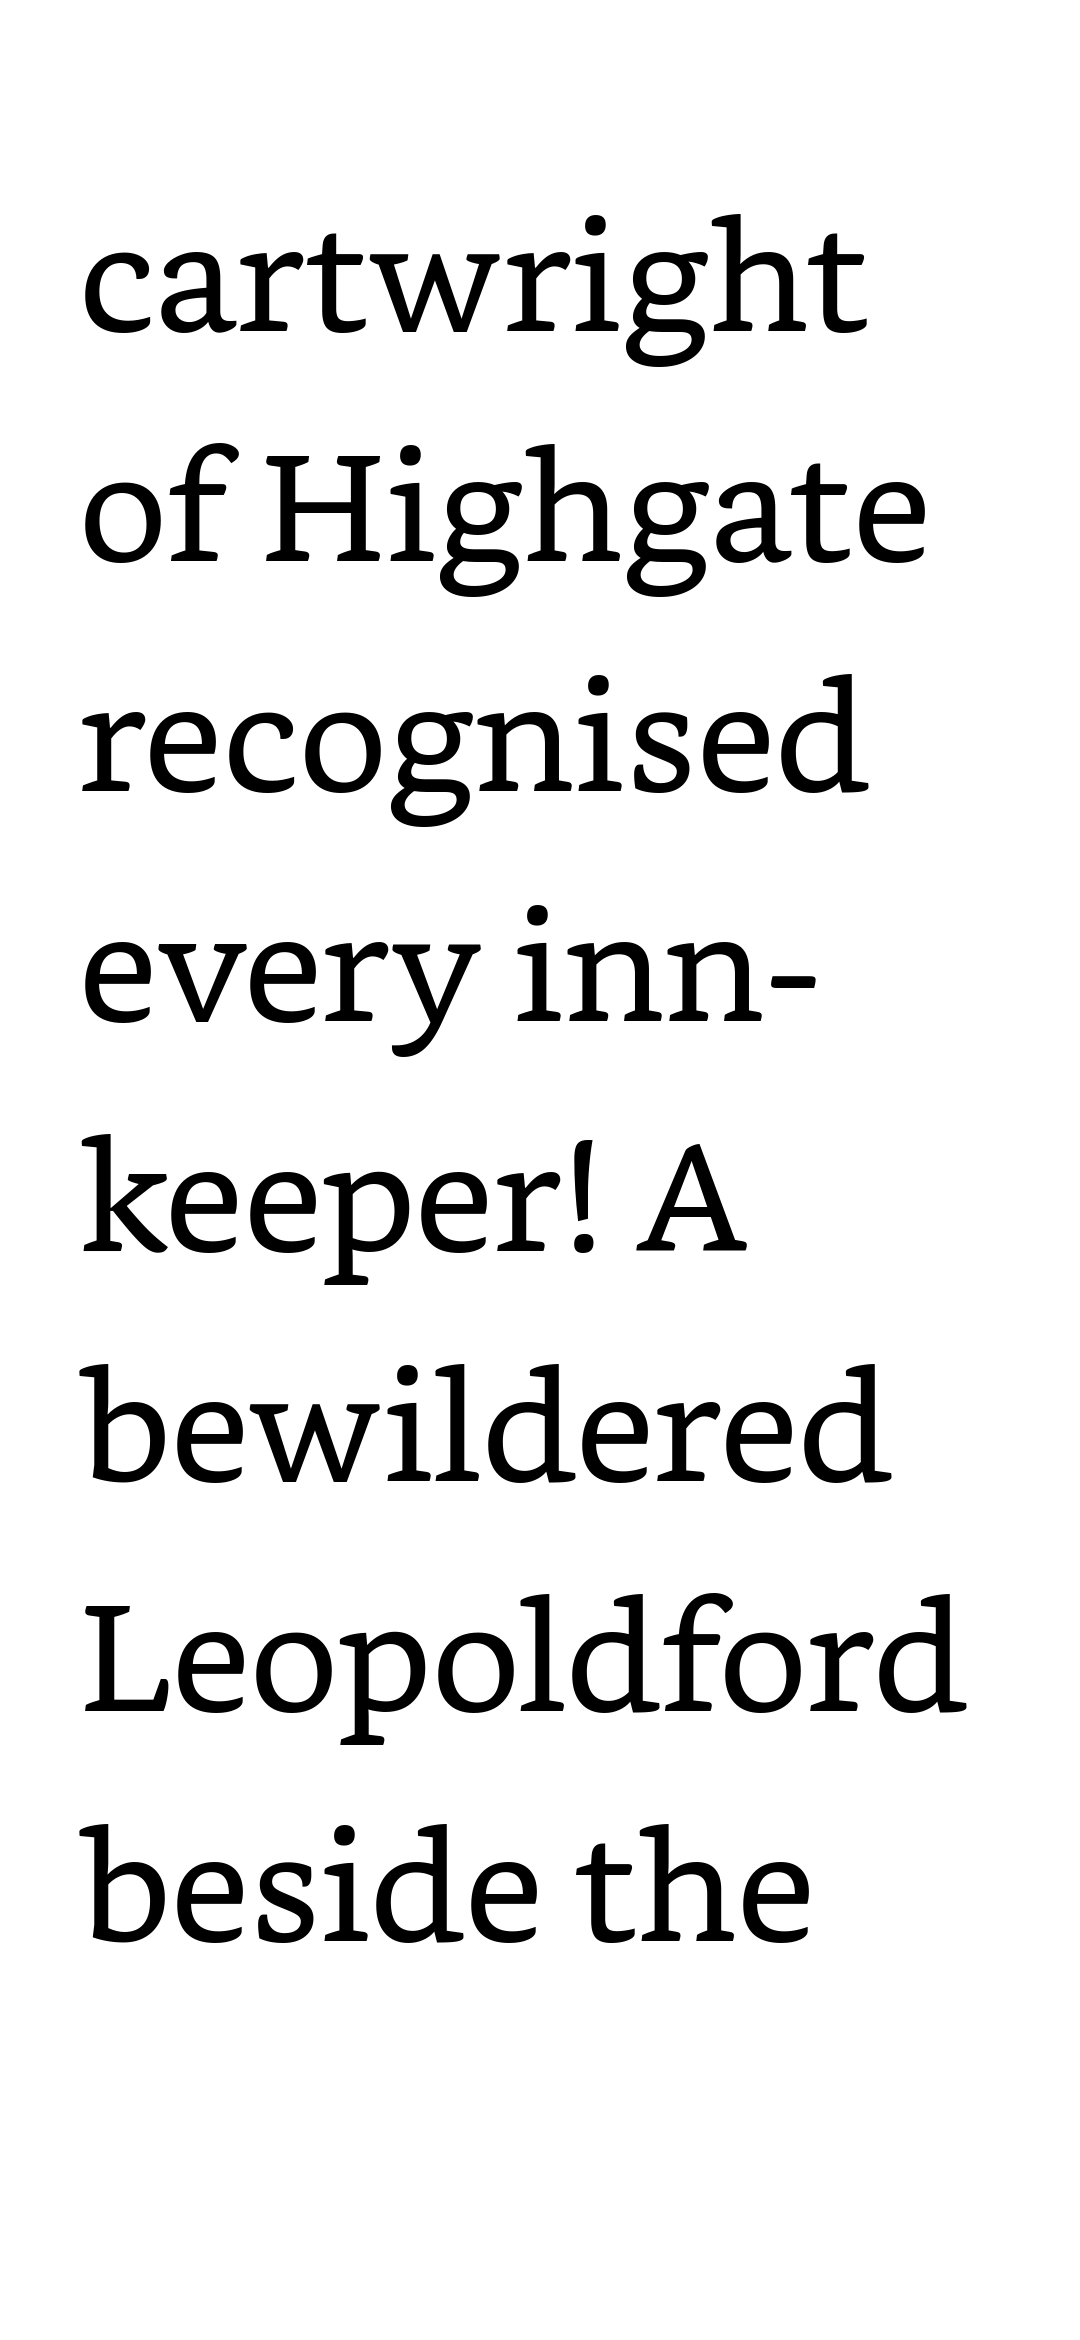 cartwright
of Highgate
recognised
every inn-
keeper! A
bewildered
Leopoldford
beside the